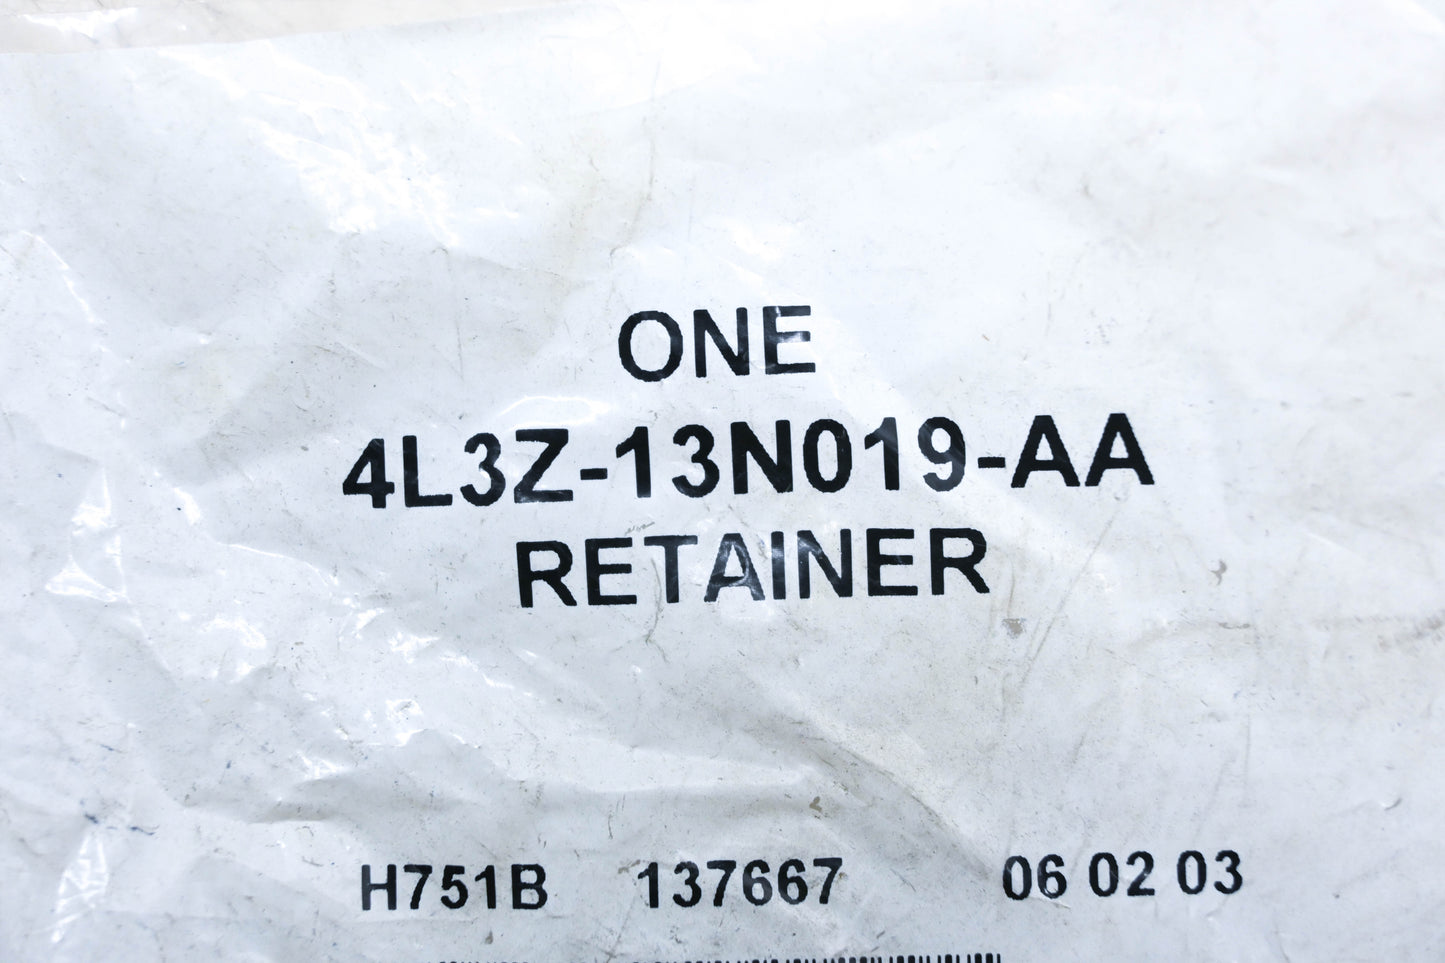 ONE
4L3Z-13N019-AA
RETAINER
H751B 137667 06 02 03